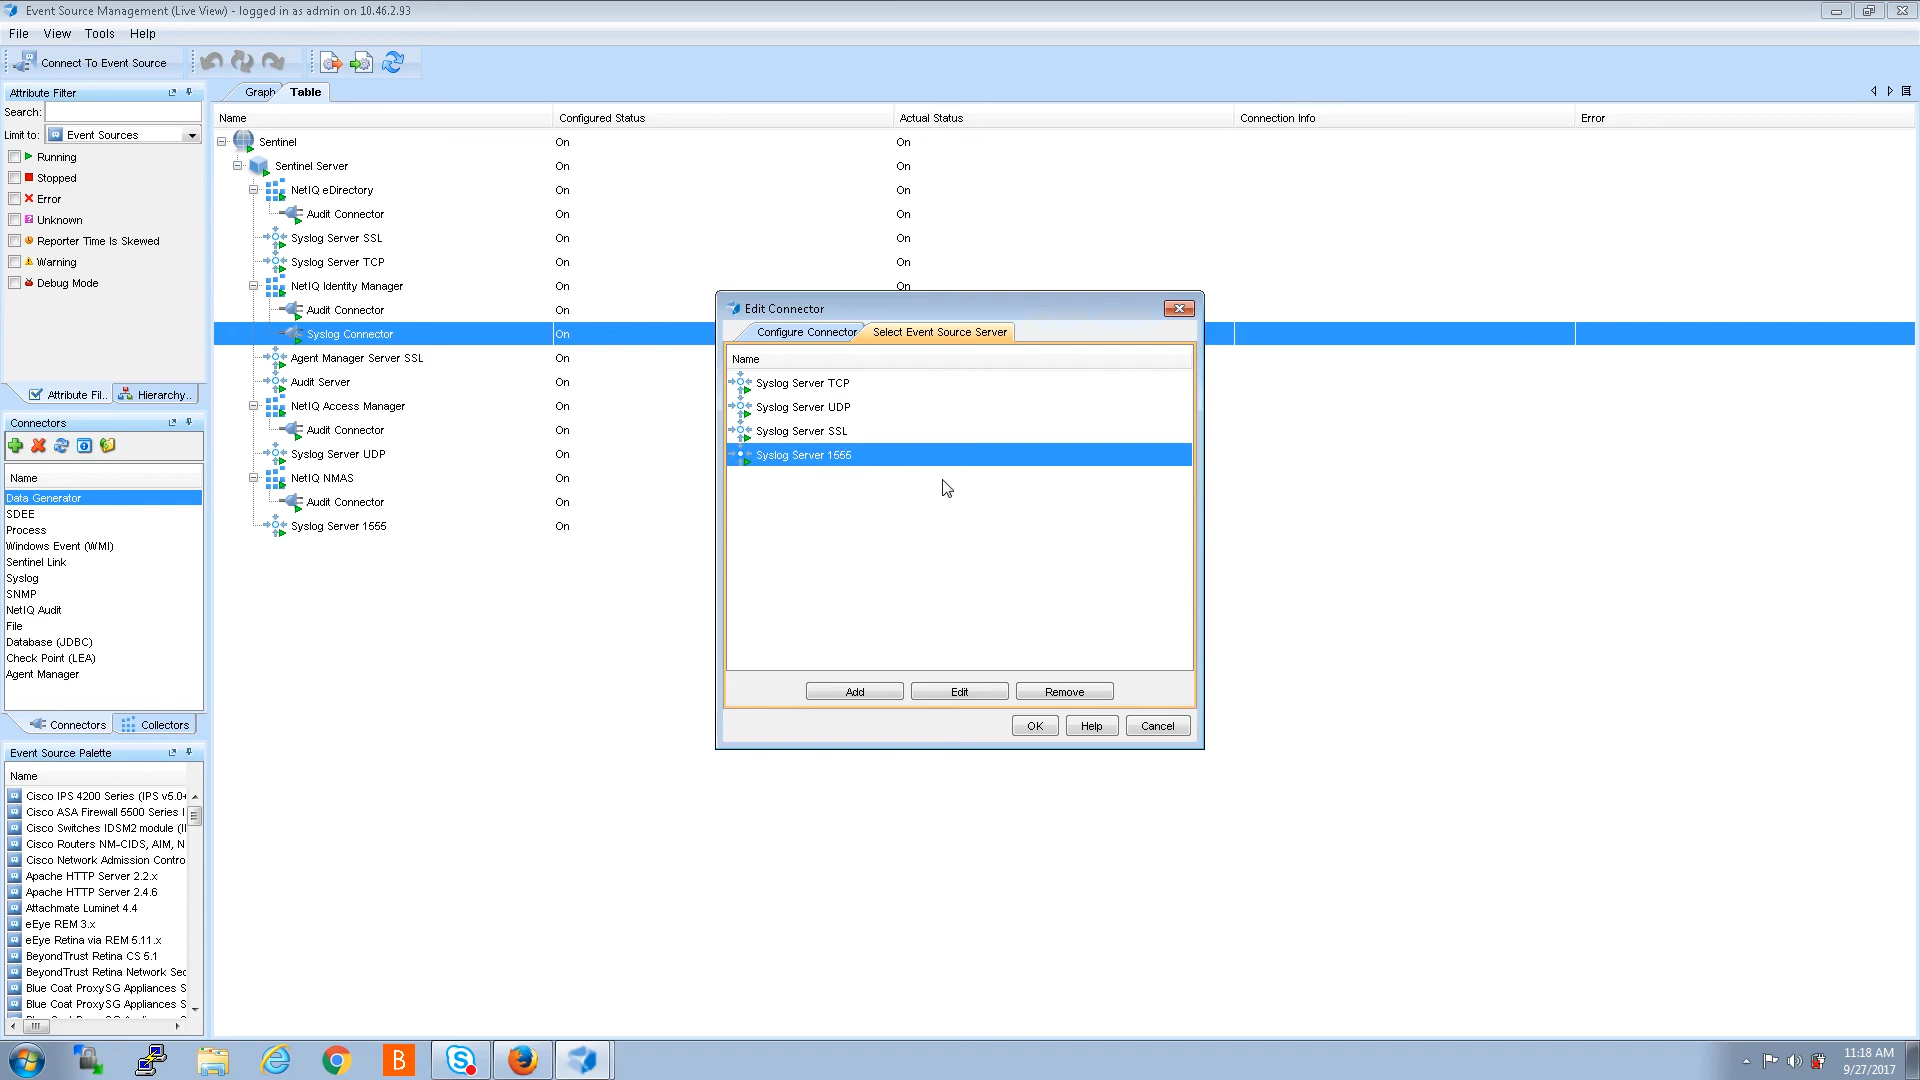 Event Source Management (Live View) - logged in as admin on 10.46.2.93
File View Tools Help
Connect To Event Source
Attribute Filter
Search:
Limit to: Event Sources
Running
Stopped
Error
Unknown
Reporter Time Is Skewed
Warning
Debug Mode
Attribute Fil.. Hierarchy..
Connectors
Name
Data Generator
SDEE
Process
Windows Event (WMI)
Sentinel Link
Syslog
SNMP
NetIQ Audit
File
Database (JDBC)
Check Point (LEA)
Agent Manager
Connectors Collectors
Event Source Palette
Name
Cisco IPS 4200 Series (IPS v5.0+
Cisco ASA Firewall 5500 Series I
Cisco Switches IDSM2 module (II
Cisco Routers NM-CIDS, AIM, N
Cisco Network Admission Contro
Apache HTTP Server 2.2.x
Apache HTTP Server 2.4.6
Attachmate Luminet 4.4
eEye REM 3.x
eEye Retina via REM 5.11.x
BeyondTrust Retina CS 5.1
BeyondTrust Retina Network Sec
Blue Coat ProxySG Appliances S
Blue Coat ProxySG Appliances S
Graph Table
Name Configured Status Actual Status Connection Info Error
Sentinel On On
Sentinel Server On On
NetIQ eDirectory On On
Audit Connector On On
Syslog Server SSL On On
Syslog Server TCP On On
NetIQ Identity Manager On On
Audit Connector On
Syslog Connector On
Agent Manager Server SSL On
Audit Server On
NetIQ Access Manager On
Audit Connector On
Syslog Server UDP On
NetIQ NMAS On
Audit Connector On
Syslog Server 1555 On
Edit Connector
Configure Connector Select Event Source Server
Name
Syslog Server TCP
Syslog Server UDP
Syslog Server SSL
Syslog Server 1555
Add Edit Remove
OK Help Cancel
B
11:18 AM
9/27/2017